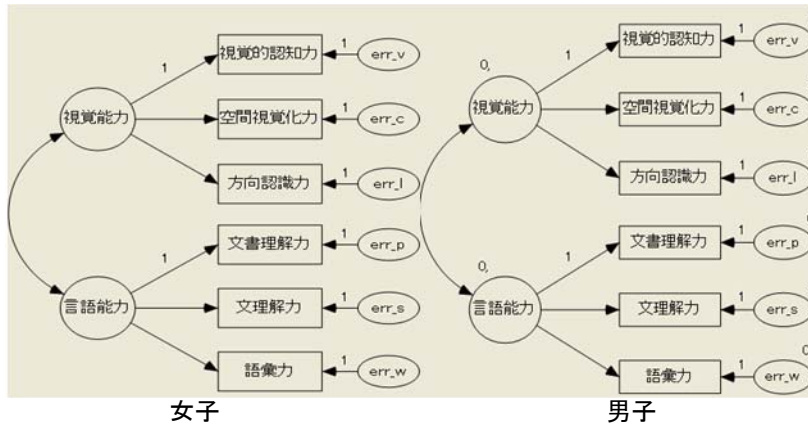 視覚的認知力
1
1
err_v
視覚能力
空間視覚化力
1
err_c
方向認識力
1
err_l
文書理解力
1
1
err_p
言語能力
文理解力
1
err_s
語彙力
1
err_w
女子
視覚的認知力
1
1
err_v
0,
視覚能力
空間視覚化力
1
err_c
方向認識力
1
err_l
文書理解力
1
1
err_p
0,
言語能力
文理解力
1
err_s
語彙力
1
err_w
0
男子